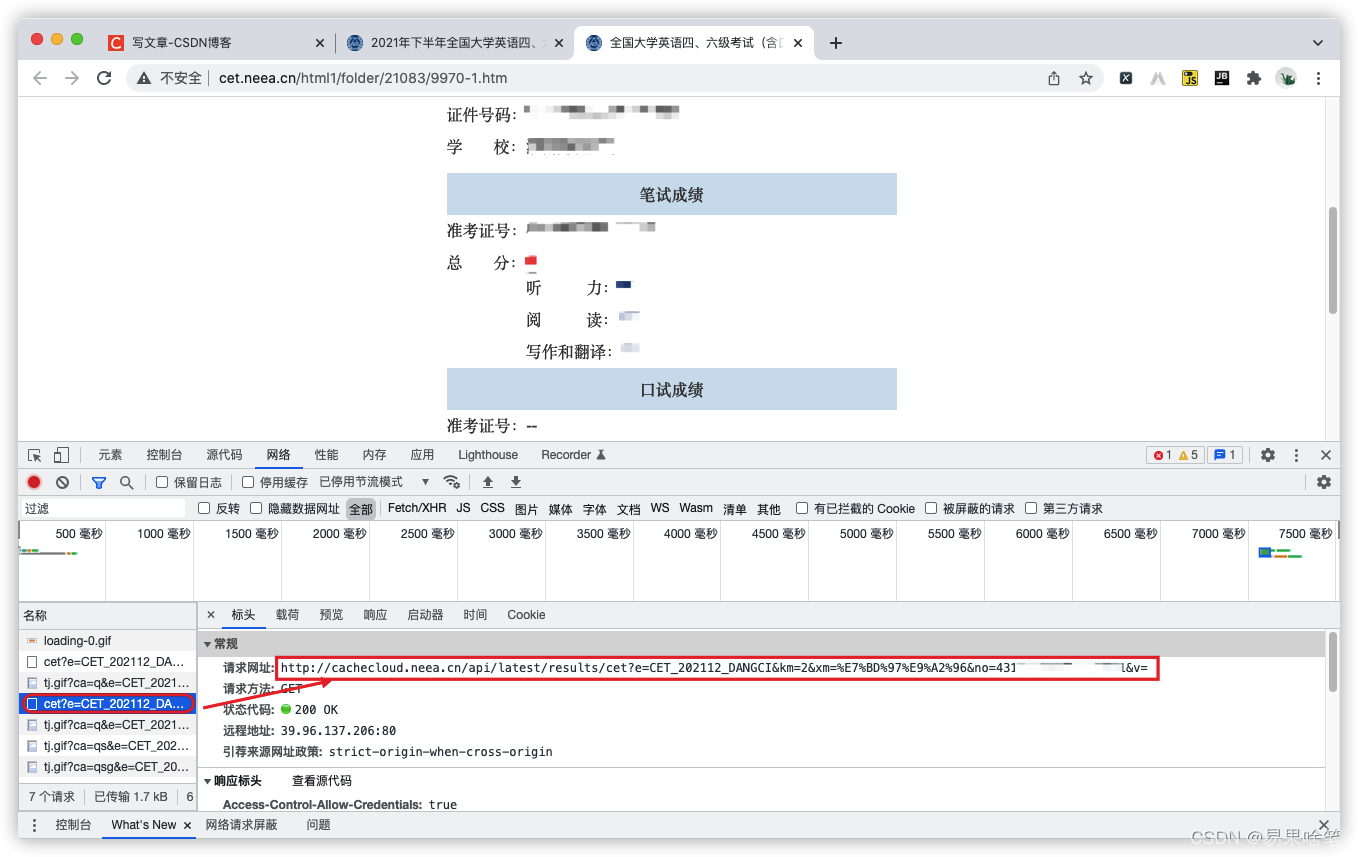 写文章-CSDN博客
2021年下半年全国大学英语四、
全国大学英语四、六级考试（含口
不安全 | cet.neea.cn/html1/folder/21083/9970-1.htm
证件号码：
学 校：
笔试成绩
准考证号：
总 分：
听 力：
阅 读：
写作和翻译：
口试成绩
准考证号： --
元素 控制台 源代码 网络 性能 内存 应用 Lighthouse Recorder 1 5 1
保留日志 停用缓存 已停用节流模式
过滤 反转 隐藏数据网址 全部 Fetch/XHR JS CSS 图片 媒体 字体 文档 WS Wasm 清单 其他 有已拦截的 Cookie 被屏蔽的请求 第三方请求
500 毫秒 1000 毫秒 1500 毫秒 2000 毫秒 2500 毫秒 3000 毫秒 3500 毫秒 4000 毫秒 4500 毫秒 5000 毫秒 5500 毫秒 6000 毫秒 6500 毫秒 7000 毫秒 7500 毫秒
名称
loading-0.gif
cet?e=CET_202112_DA...
tj.gif?ca=q&e=CET_2021...
cet?e=CET_202112_DA...
tj.gif?ca=q&e=CET_2021...
tj.gif?ca=qs&e=CET_202...
tj.gif?ca=qsg&e=CET_20...
7 个请求 已传输 1.7 kB 6
× 标头 载荷 预览 响应 启动器 时间 Cookie
常规
请求网址: http://cachecloud.neea.cn/api/latest/results/cet?e=CET_202112_DANGCI&km=2&xm=%E7%BD%97%E9%A2%96&no=431 &v=
请求方法: GET
状态代码: 200 OK
远程地址: 39.96.137.206:80
引荐来源网址政策: strict-origin-when-cross-origin
响应标头 查看源代码
Access-Control-Allow-Credentials: true
控制台 What's New × 网络请求屏蔽 问题
CSDN @易果啥笔